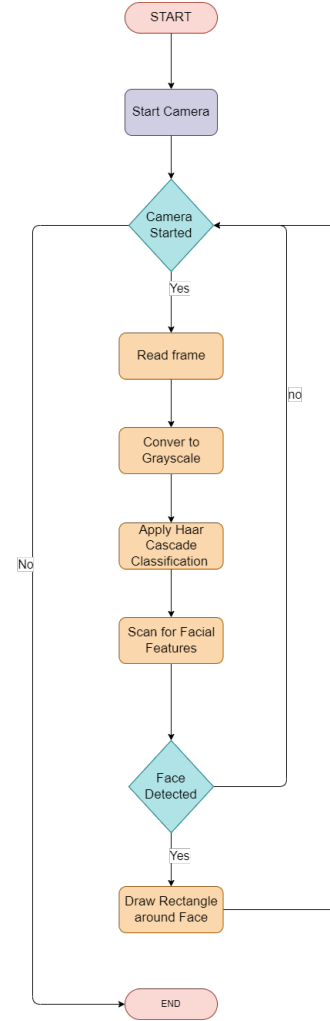 START
Start Camera
Camera
Started
Yes
Read frame
no
Conver to
Grayscale
Apply Haar
Cascade
Classification
No
Scan for Facial
Features
Face
Detected
Yes
Draw Rectangle
around Face
END